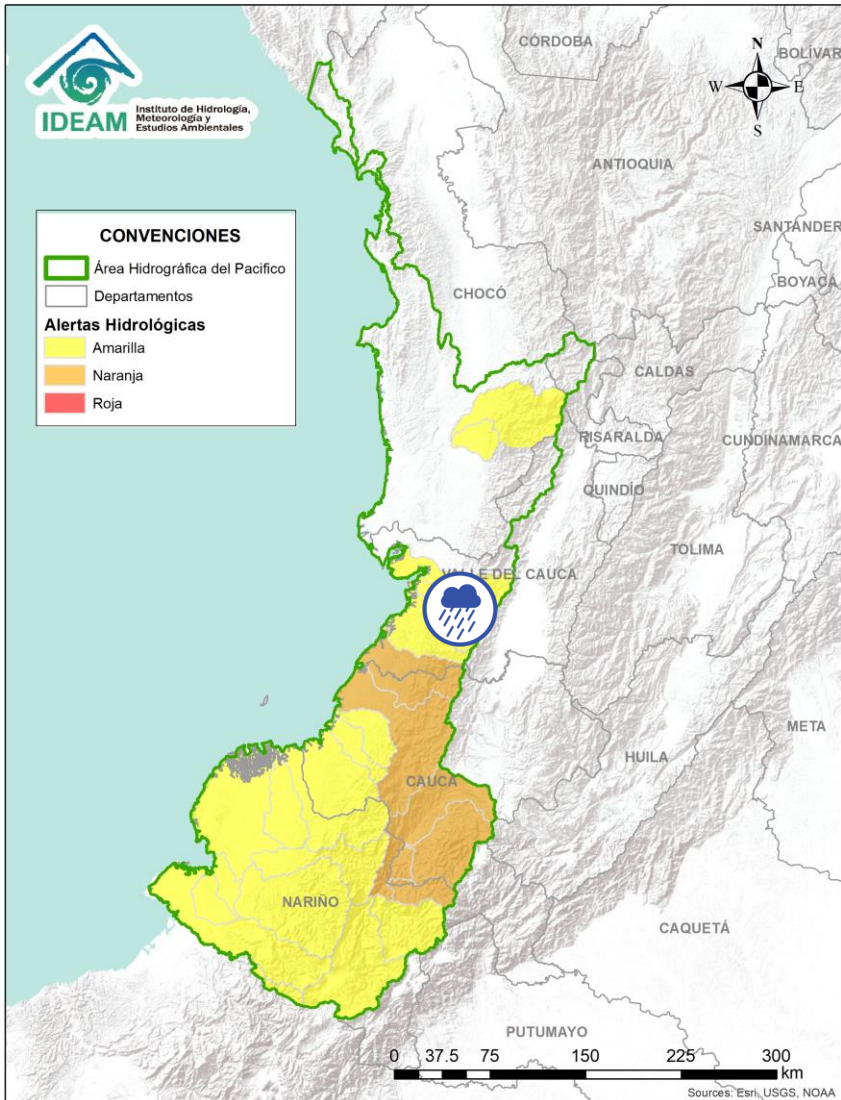 IDEAM
Instituto de Hidrología,
Meteorología y
Estudios Ambientales
CÓRDOBA
BOLÍVAR
N
W
E
S
ANTIOQUIA
SANTANDER
BOYACÁ
CONVENCIONES
Área Hidrográfica del Pacifico
Departamentos
Alertas Hidrológicas
Amarilla
Naranja
Roja
CHOCÓ
CALDAS
RISARALDA
CUNDINAMARCA
QUINDÍO
TOLIMA
VALLE DEL CAUCA
META
HUILA
CAUCA
NARIÑO
CAQUETÁ
PUTUMAYO
0 37.5 75 150 225 300
km
Sources: Esri, USGS, NOAA